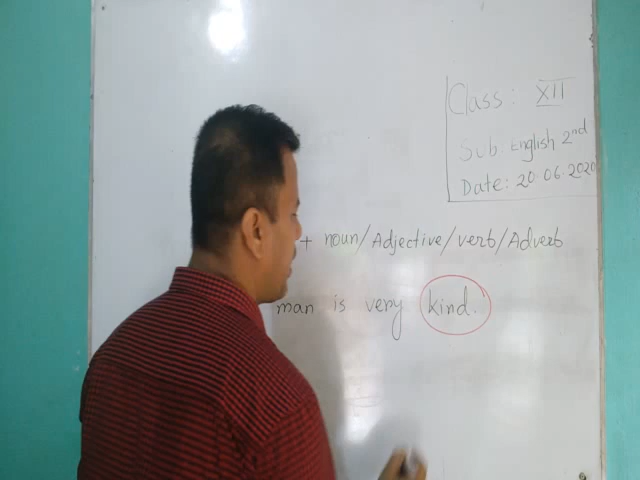 Class: XII
Sub: English 2nd
Date: 20.06.2020
+ noun/Adjective/verb/Adverb
man is very kind.